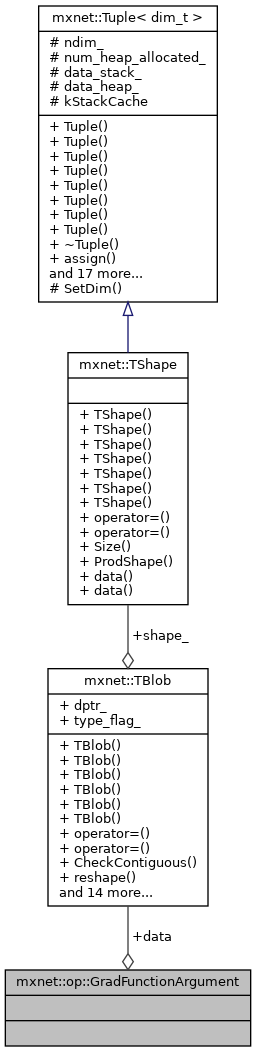 mxnet::Tuple< dim_t >
# ndim_
# num_heap_allocated_
# data_stack_
# data_heap_
# kStackCache
+ Tuple()
+ Tuple()
+ Tuple()
+ Tuple()
+ Tuple()
+ Tuple()
+ Tuple()
+ Tuple()
+ ~Tuple()
+ assign()
and 17 more...
# SetDim()
mxnet::TShape
+ TShape()
+ TShape()
+ TShape()
+ TShape()
+ TShape()
+ TShape()
+ TShape()
+ operator=()
+ operator=()
+ Size()
+ ProdShape()
+ data()
+ data()
+shape_
mxnet::TBlob
+ dptr_
+ type_flag_
+ TBlob()
+ TBlob()
+ TBlob()
+ TBlob()
+ TBlob()
+ TBlob()
+ operator=()
+ operator=()
+ CheckContiguous()
+ reshape()
and 14 more...
+data
mxnet::op::GradFunctionArgument